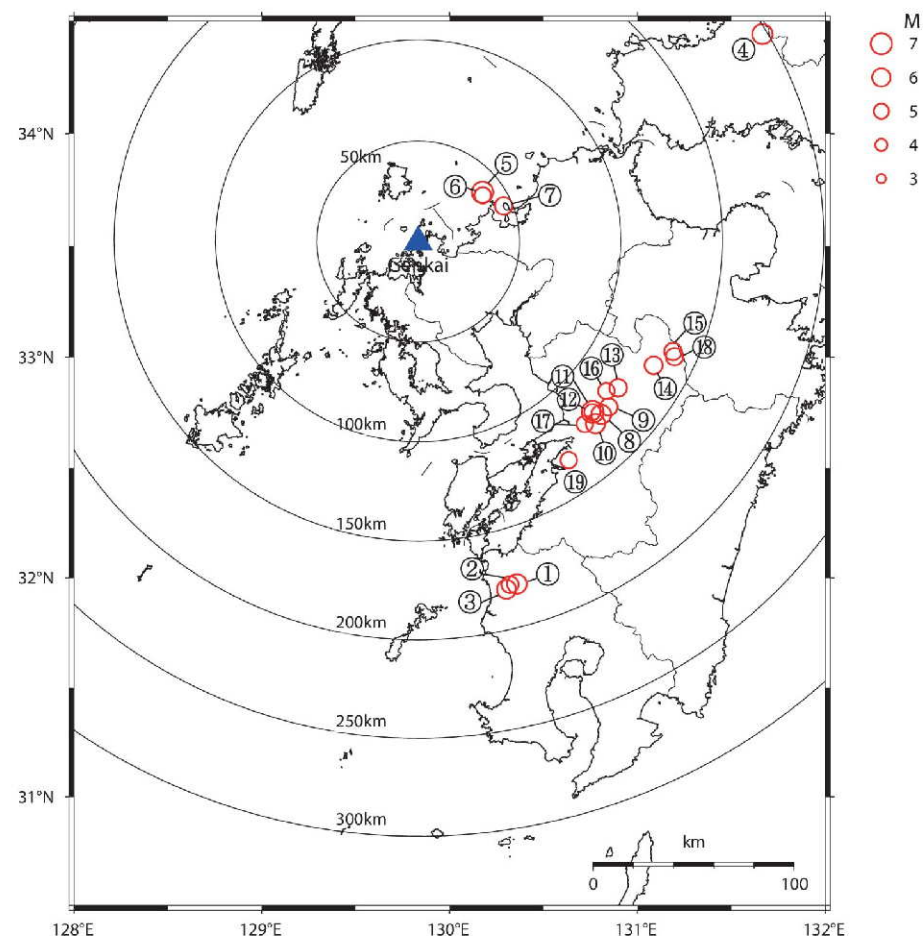 M
④
7
6
5
4
3
34°N
50km
⑤
⑥
⑦
Genkai
33°N
⑮
⑱
⑬
⑯
⑪
⑭
⑫
⑰
⑨
⑧
100km
⑩
⑲
150km
32°N
②
①
③
200km
250km
31°N
300km
km
0
100
128°E
129°E
130°E
131°E
132°E